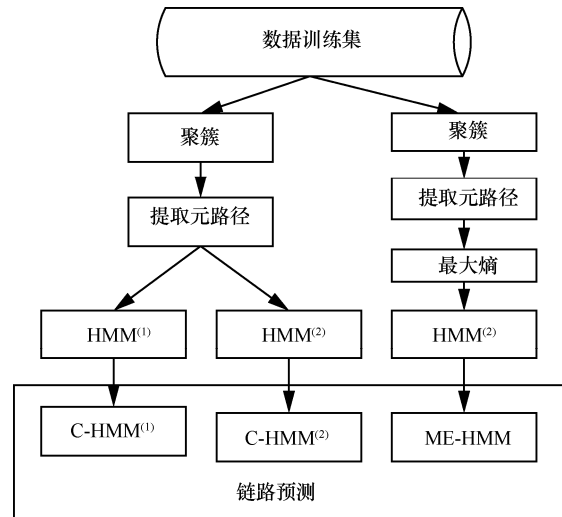 数据训练集
聚簇
聚簇
提取元路径
提取元路径
最大熵
HMM⁽¹⁾
HMM⁽²⁾
HMM⁽²⁾
C-HMM⁽¹⁾
C-HMM⁽²⁾
ME-HMM
链路预测